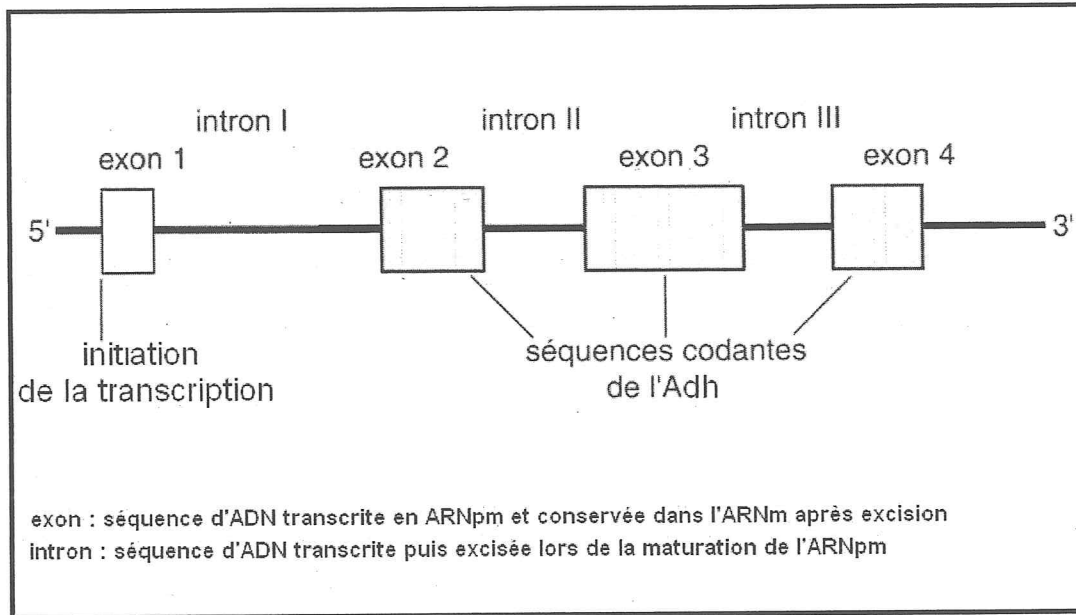 intron I intron II intron III
exon 1 exon 2 exon 3 exon 4
5' 3'
initiation
de la transcription
séquences codantes
de l'Adh
exon : séquence d'ADN transcrite en ARNpm et conservée dans l'ARNm après excision
intron : séquence d'ADN transcrite puis excisée lors de la maturation de l'ARNpm